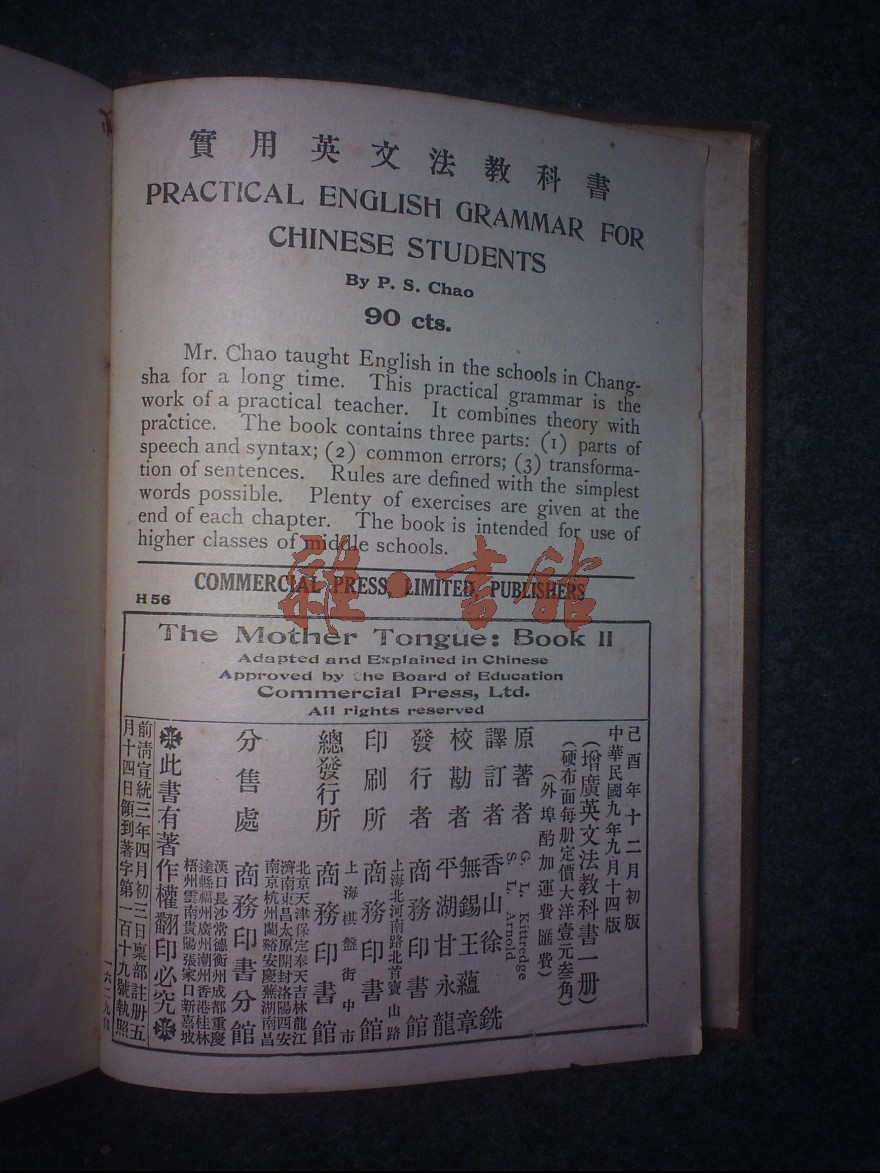 實用英文法教科書
PRACTICAL ENGLISH GRAMMAR FOR
CHINESE STUDENTS
By P. S. Chao
90 cts.
Mr. Chao taught English in the schools in Chang-
sha for a long time. This practical grammar is the
work of a practical teacher. It combines theory with
practice. The book contains three parts: (1) parts of
speech and syntax; (2) common errors; (3) transforma-
tion of sentences. Rules are defined with the simplest
words possible. Plenty of exercises are given at the
end of each chapter. The book is intended for use of
higher classes of middle schools.
COMMERCIAL PRESS, LIMITED, PUBLISHERS
H 56
雜·書館
The Mother Tongue: Book II
Adapted and Explained in Chinese
Approved by the Board of Education
Commercial Press, Ltd.
All rights reserved
己酉年十二月初版
中華民國九年九月十四版
(增廣英文法教科書一册)
(硬布面每册定價大洋壹元叁角)
(外埠酌加運費匯費)
原著者 G. L. Kittredge
S. L. Arnold
譯訂者 香山徐銑
校勘者 無錫王蘊章
平湖甘永龍
發行者 商務印書館
印刷所 上海北河南路北首寶山路
商務印書館
總發行所 上海棋盤街中市
商務印書館
分售處 北京天津保定奉天吉林龍江
濟南東昌太原開封洛陽西安
南京杭州蘭谿安慶蕪湖南昌
商務印書分館
漢口長沙常德衡州成都重慶
達縣福州廣州潮州香港桂林
梧州雲南貴陽張家口新嘉坡
此書有著作權翻印必究
前清宣統三年四月初三日稟部註册五
月十四日領到著字第一百十九號執照